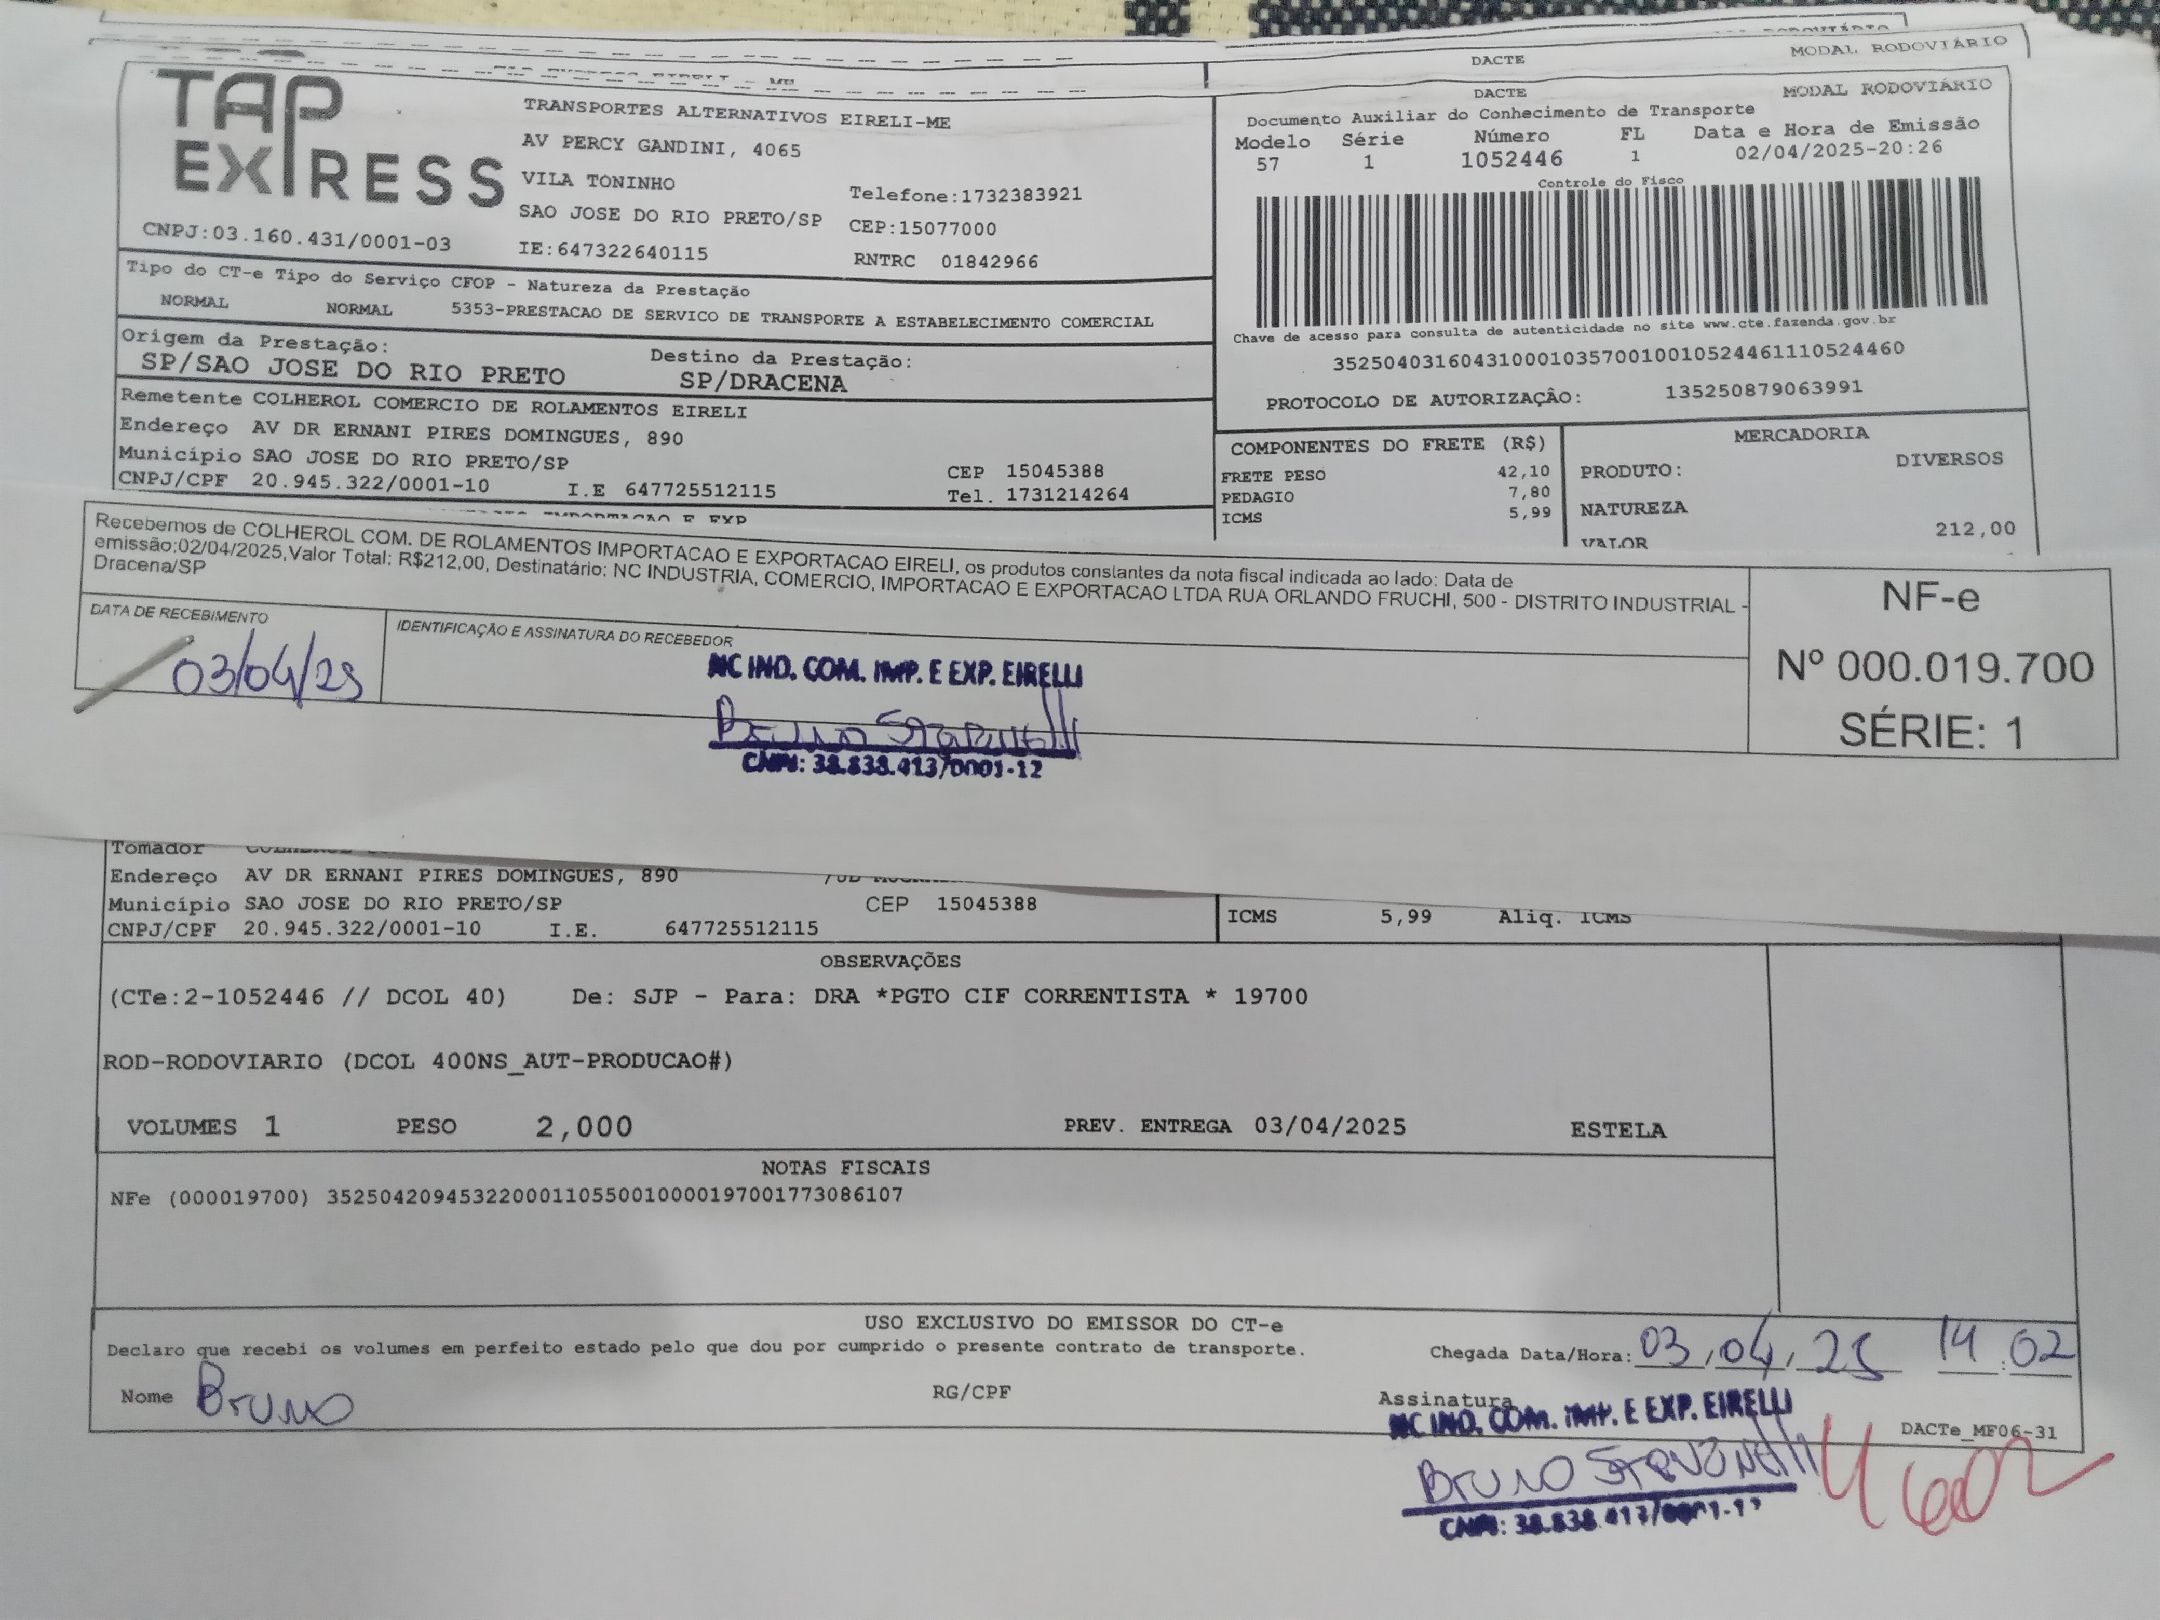 MODAL RODOVIÁRIO
DACTE
TAP
EXPRESS
CNPJ:03.160.431/0001-03
TRANSPORTES ALTERNATIVOS EIRELI-ME
AV PERCY GANDINI, 4065
VILA TONINHO
Telefone:1732383921
SAO JOSE DO RIO PRETO/SP
CEP:15077000
IE:647322640115
RNTRC 01842966
DACTE
MODAL RODOVIÁRIO
Documento Auxiliar do Conhecimento de Transporte
Modelo Série Número FL Data e Hora de Emissão
57 1 1052446 1 02/04/2025-20:26
Controle do Fisco
Chave de acesso para consulta de autenticidade no site www.cte.fazenda.gov.br
35250403160431000103570010010524461110524460
PROTOCOLO DE AUTORIZAÇÃO: 135250879063991
Tipo do CT-e Tipo do Serviço CFOP - Natureza da Prestação
NORMAL NORMAL 5353-PRESTACAO DE SERVICO DE TRANSPORTE A ESTABELECIMENTO COMERCIAL
Origem da Prestação: Destino da Prestação:
SP/SAO JOSE DO RIO PRETO SP/DRACENA
Remetente COLHEROL COMERCIO DE ROLAMENTOS EIRELI
Endereço AV DR ERNANI PIRES DOMINGUES, 890
Município SAO JOSE DO RIO PRETO/SP CEP 15045388
CNPJ/CPF 20.945.322/0001-10 I.E 647725512115 Tel. 1731214264
COMPONENTES DO FRETE (R$)
FRETE PESO 42,10
PEDAGIO 7,80
ICMS 5,99
MERCADORIA
PRODUTO: DIVERSOS
NATUREZA
VALOR 212,00
Recebemos de COLHEROL COM. DE ROLAMENTOS IMPORTACAO E EXPORTACAO EIRELI, os produtos constantes da nota fiscal indicada ao lado: Data de
emissão:02/04/2025,Valor Total: R$212,00, Destinatário: NC INDUSTRIA, COMERCIO, IMPORTACAO E EXPORTACAO LTDA RUA ORLANDO FRUCHI, 500 - DISTRITO INDUSTRIAL -
Dracena/SP
DATA DE RECEBIMENTO
03/04/25
IDENTIFICAÇÃO E ASSINATURA DO RECEBEDOR
NC IND. COM. IMP. E EXP. EIRELLI
Bruno
CNPJ: 38.838.413/0001-12
NF-e
Nº 000.019.700
SÉRIE: 1
Tomador
Endereço AV DR ERNANI PIRES DOMINGUES, 890
Município SAO JOSE DO RIO PRETO/SP CEP 15045388
CNPJ/CPF 20.945.322/0001-10 I.E. 647725512115
ICMS 5,99 Aliq. ICMS
OBSERVAÇÕES
(CTe:2-1052446 // DCOL 40) De: SJP - Para: DRA *PGTO CIF CORRENTISTA * 19700
ROD-RODOVIARIO (DCOL 400NS_AUT-PRODUCAO#)
VOLUMES 1 PESO 2,000 PREV. ENTREGA 03/04/2025 ESTELA
NOTAS FISCAIS
NFe (000019700) 35250420945322000110550010000197001773086107
USO EXCLUSIVO DO EMISSOR DO CT-e
Declaro que recebi os volumes em perfeito estado pelo que dou por cumprido o presente contrato de transporte.
Chegada Data/Hora: 03/04/25 14:02
Nome Bruno RG/CPF Assinatura
NC IND. COM. IMP. E EXP. EIRELLI
DACTe_MF06-31
Bruno
CNPJ: 38.838.413/0001-12